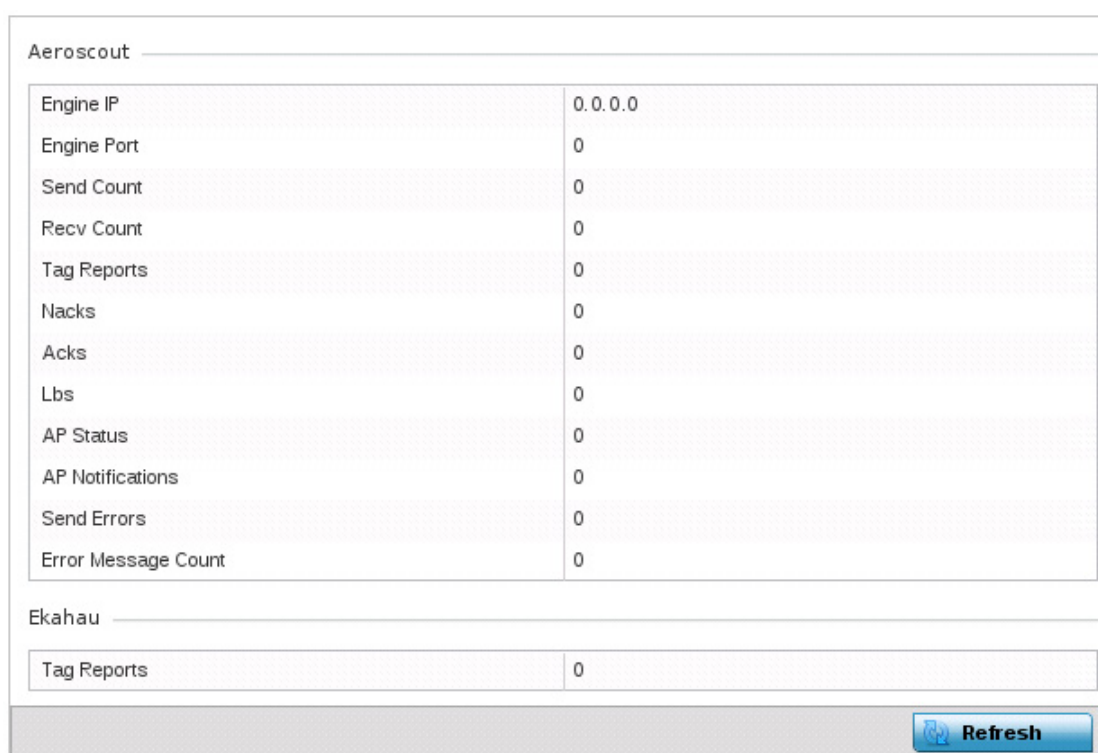 Aeroscout
Engine IP 0.0.0.0
Engine Port 0
Send Count 0
Recv Count 0
Tag Reports 0
Nacks 0
Acks 0
Lbs 0
AP Status 0
AP Notifications 0
Send Errors 0
Error Message Count 0
Ekahau
Tag Reports 0
Refresh